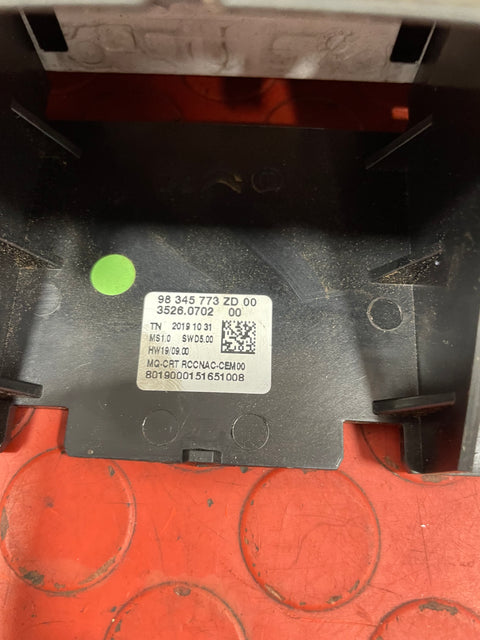 98 345 773 ZD 00
3526.0702 00
TN 2019 10 31
MS1.0 SWD5.00
HW19/09.00
MQ-CRT RCCNAC-CEM00
8019000151651008